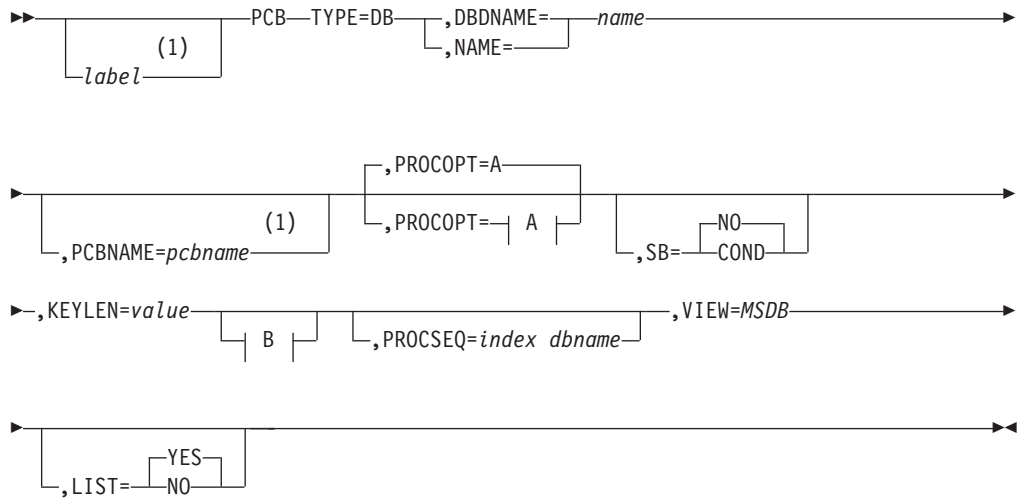 PCB TYPE=DB ,DBDNAME= name
(1) ,NAME=
label
,PROCOPT=A
(1) ,PROCOPT= A NO
,PCBNAME=pcbname ,SB= COND
,KEYLEN=value ,VIEW=MSDB
B ,PROCSEQ=index dbname
YES
,LIST= NO